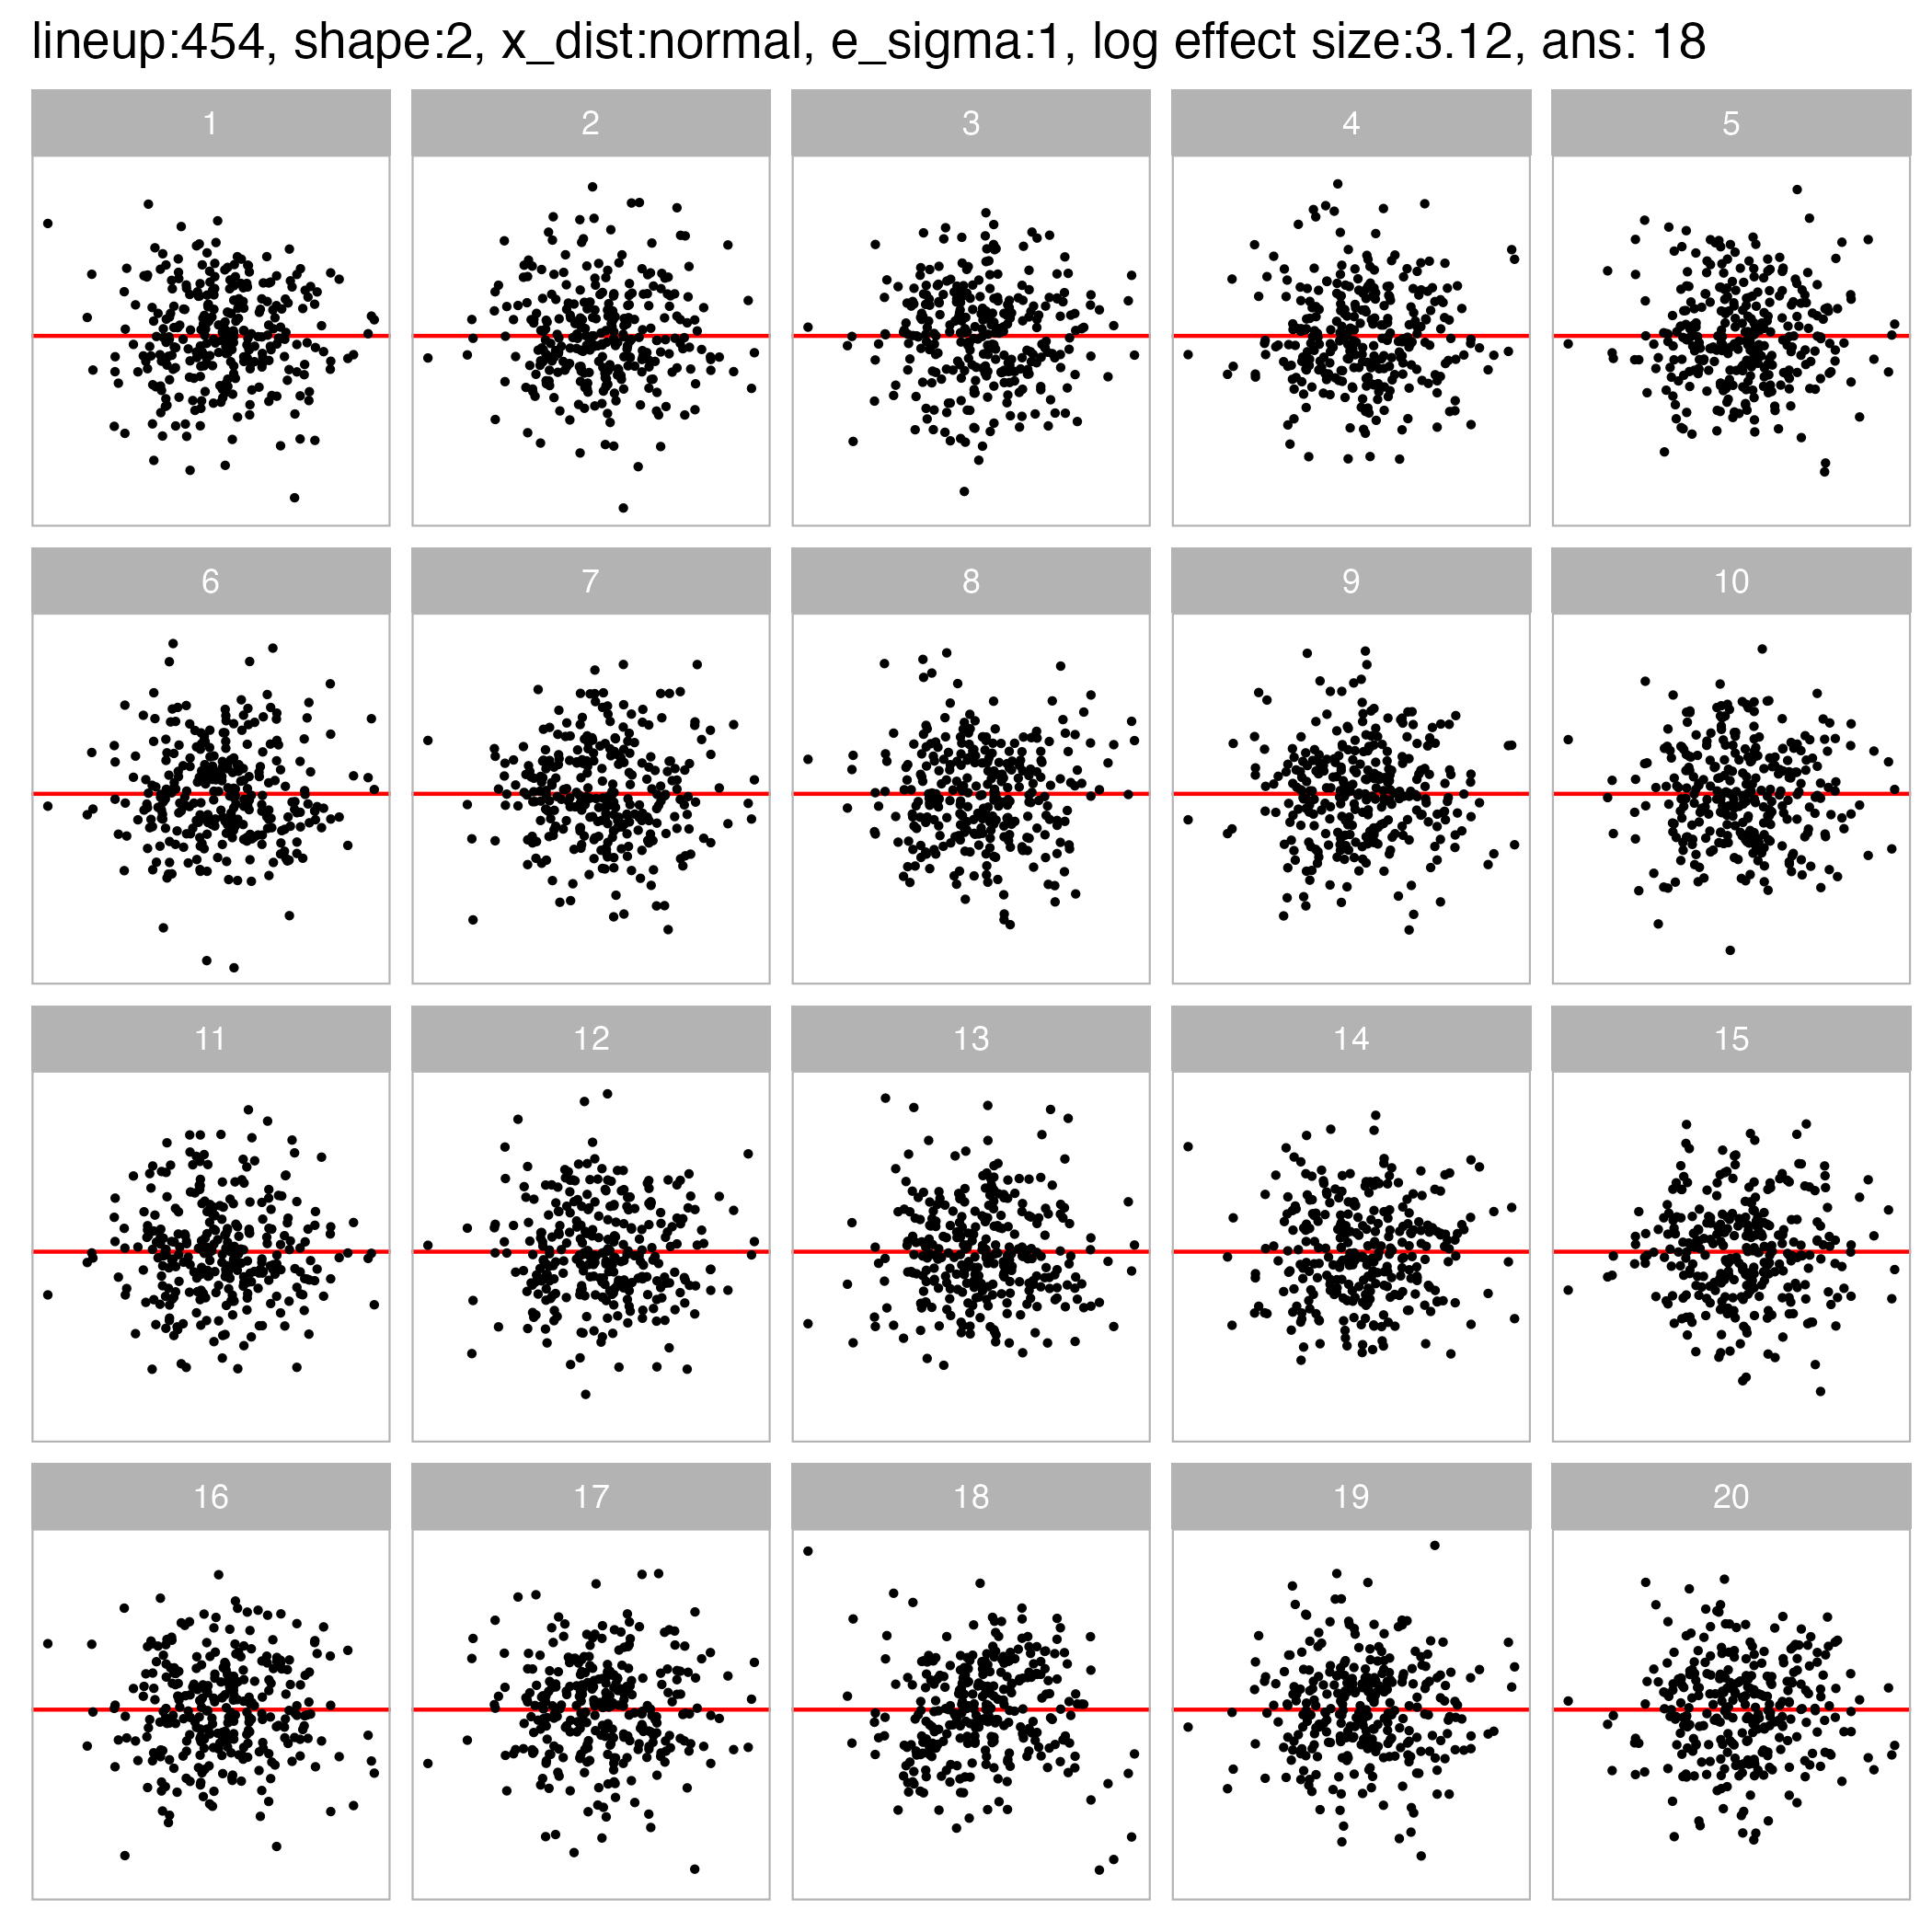 lineup:454, shape:2, x_dist:normal, e_sigma:1, log effect size:3.12, ans: 18
1 2 3 4 5
6 7 8 9 10
11 12 13 14 15
16 17 18 19 20